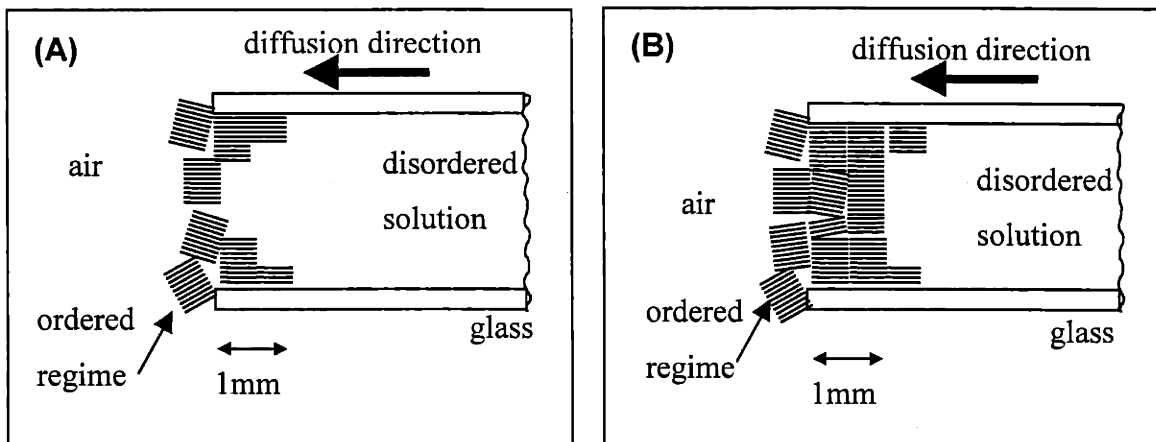 (A)
diffusion direction
air
disordered
solution
ordered
regime
glass
1mm
(B)
diffusion direction
air
disordered
solution
ordered
regime
glass
1mm